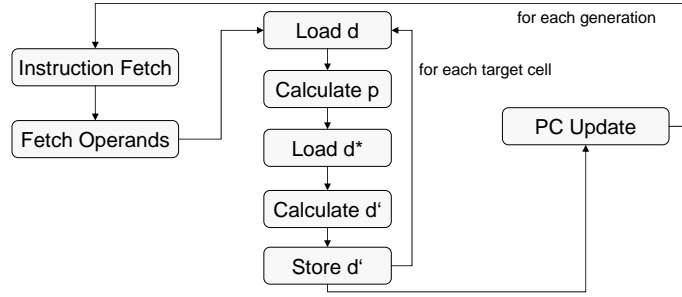 for each generation
Load d
Instruction Fetch
for each target cell
Calculate p
Fetch Operands
PC Update
Load d*
Calculate d‘
Store d‘